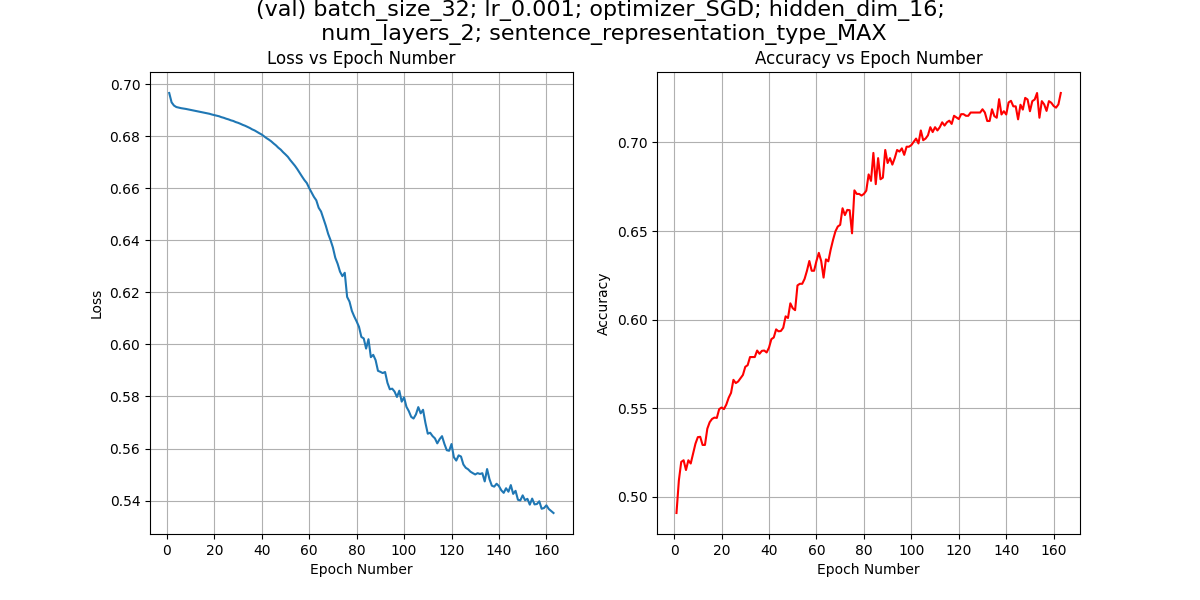 (val) batch_size_32; lr_0.001; optimizer_SGD; hidden_dim_16;
num_layers_2; sentence_representation_type_MAX
Loss vs Epoch Number
0.70
0.68
0.66
0.64
0.62
0.60
0.58
0.56
0.54
Loss
0 20 40 60 80 100 120 140 160
Epoch Number
Accuracy vs Epoch Number
0.70
0.65
0.60
0.55
0.50
Accuracy
0 20 40 60 80 100 120 140 160
Epoch Number